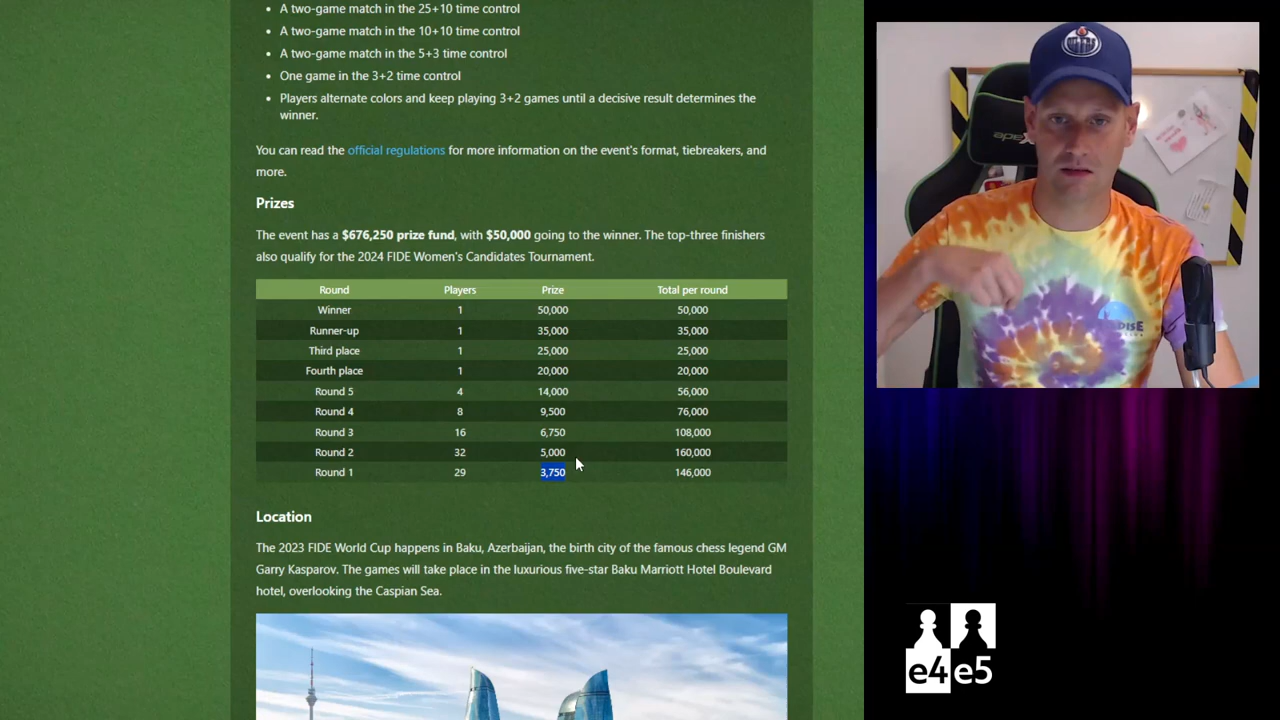 A two-game match in the 25+10 time control
A two-game match in the 10+10 time control
A two-game match in the 5+3 time control
One game in the 3+2 time control
Players alternate colors and keep playing 3+2 games until a decisive result determines the
winner.
You can read the official regulations for more information on the event's format, tiebreakers, and
more.
Prizes
The event has a $676,250 prize fund, with $50,000 going to the winner. The top-three finishers
also qualify for the 2024 FIDE Women's Candidates Tournament.
Round Players Prize Total per round
Winner 1 50,000 50,000
Runner-up 1 35,000 35,000
Third place 1 25,000 25,000
Fourth place 1 20,000 20,000
Round 5 4 14,000 56,000
Round 4 8 9,500 76,000
Round 3 16 6,750 108,000
Round 2 32 5,000 160,000
Round 1 29 3,750 146,000
Location
The 2023 FIDE World Cup happens in Baku, Azerbaijan, the birth city of the famous chess legend GM
Garry Kasparov. The games will take place in the luxurious five-star Baku Marriott Hotel Boulevard
hotel, overlooking the Caspian Sea.
OILERS
e4 e5